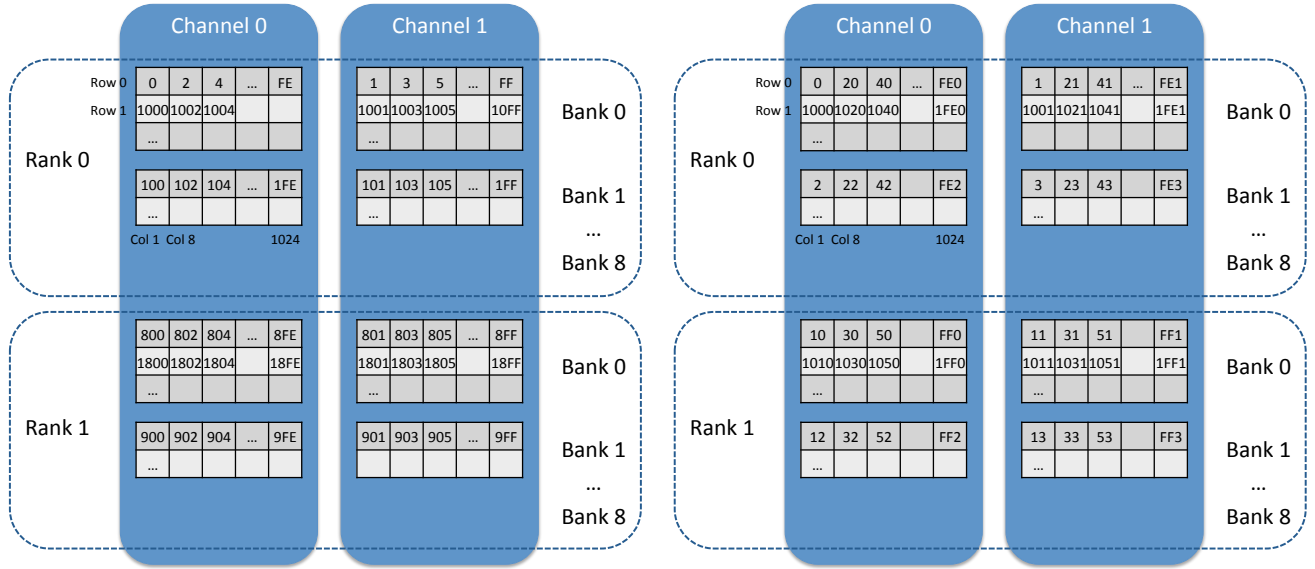 Channel 0 Channel 1
Row 0 0 2 4 ... FE 1 3 5 ... FF
Row 1 1000 1002 1004 1001 1003 1005 10FF Bank 0
... ...
Rank 0
100 102 104 ... 1FE 101 103 105 ... 1FF Bank 1
... ...
Col 1 Col 8 1024 ...
Bank 8
800 802 804 ... 8FE 801 803 805 ... 8FF
1800 1802 1804 18FE 1801 1803 1805 18FF Bank 0
... ...
Rank 1
900 902 904 ... 9FE 901 903 905 ... 9FF Bank 1
...
...
Bank 8
Channel 0 Channel 1
Row 0 0 20 40 ... FE0 1 21 41 ... FE1
Row 1 1000 1020 1040 1FE0 1001 1021 1041 1FE1 Bank 0
... ...
Rank 0
2 22 42 FE2 3 23 43 FE3 Bank 1
... ...
Col 1 Col 8 1024 ...
Bank 8
10 30 50 FF0 11 31 51 FF1
1010 1030 1050 1FF0 1011 1031 1051 1FF1 Bank 0
... ...
Rank 1
12 32 52 FF2 13 33 53 FF3 Bank 1
... ...
...
Bank 8